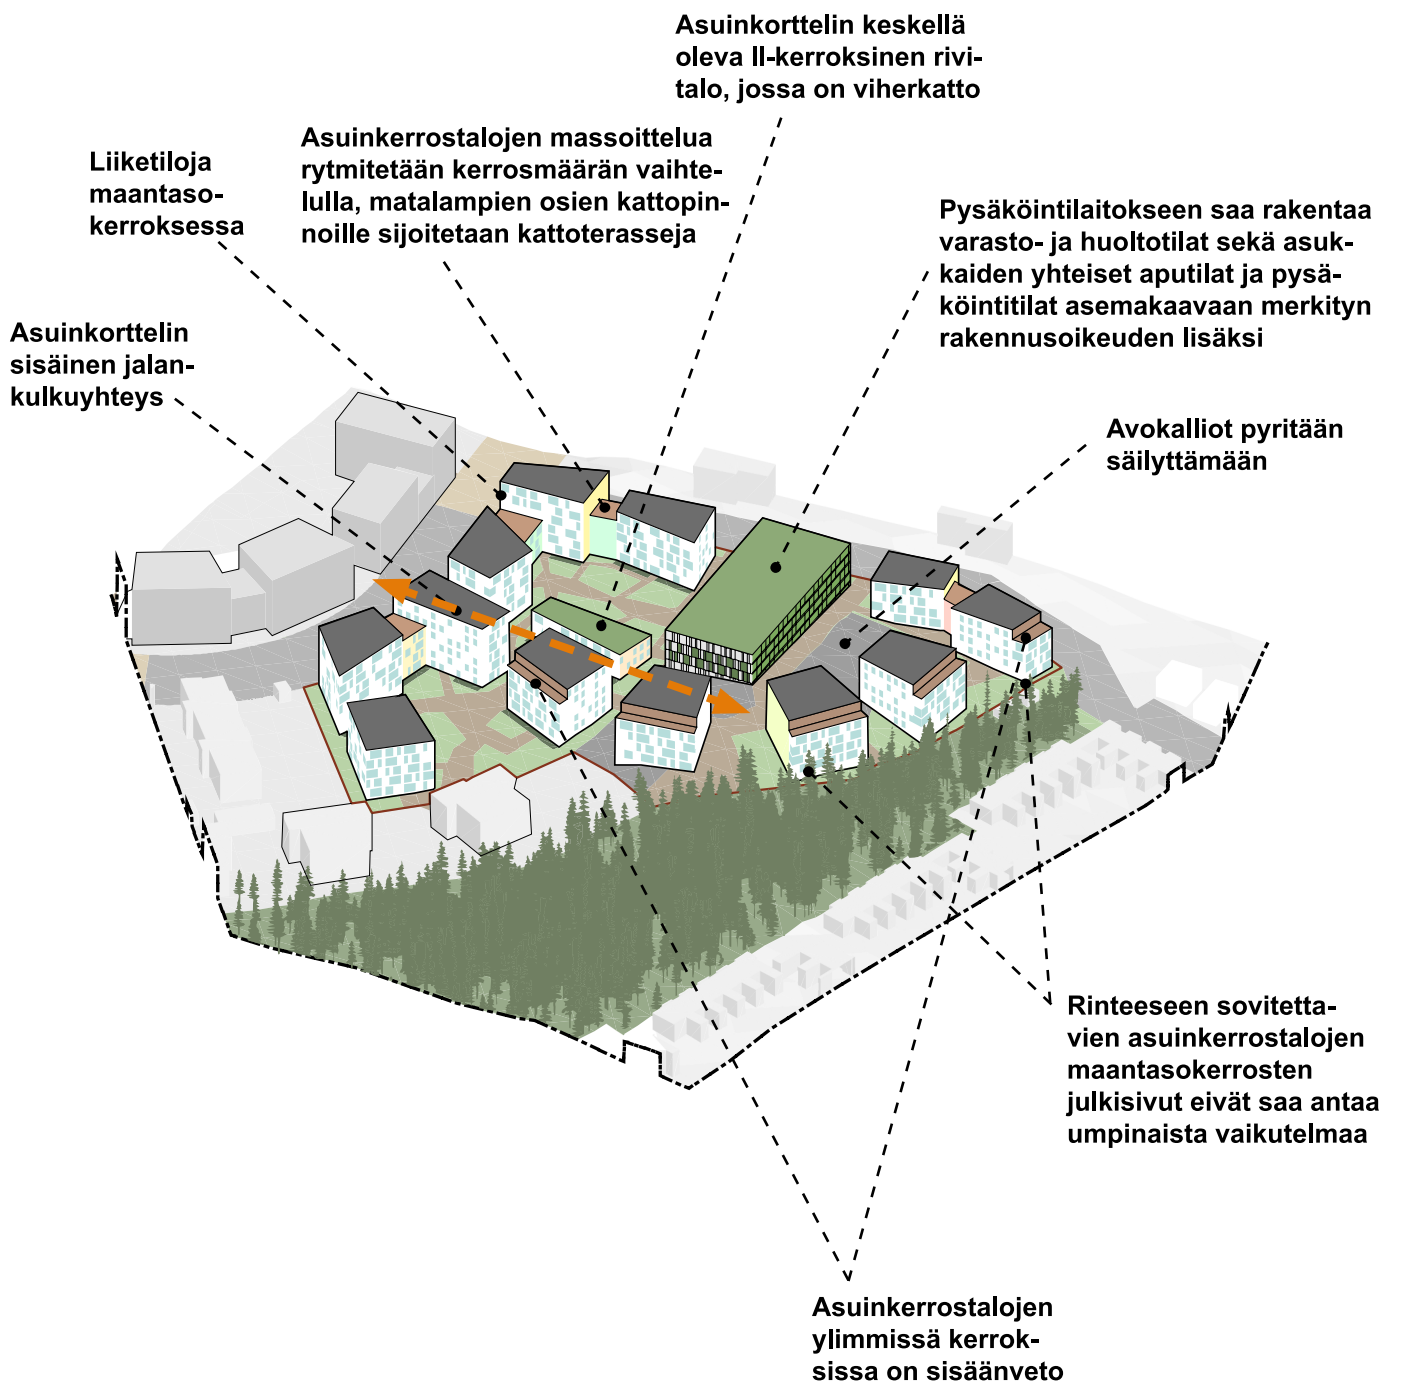 Asuinkorttelin keskellä
oleva II-kerroksinen rivi-
talo, jossa on viherkatto
Asuinkerrostalojen massoittelua
rytmitetään kerrosmäärän vaihte-
lulla, matalampien osien kattopin-
noille sijoitetaan kattoterasseja
Liiketiloja
maantaso-
kerroksessa
Pysäköintilaitokseen saa rakentaa
varasto- ja huoltotilat sekä asuk-
kaiden yhteiset aputilat ja pysä-
köintitilat asemakaavaan merkityn
rakennusoikeuden lisäksi
Asuinkorttelin
sisäinen jalan-
kulkuyhteys
Avokalliot pyritään
säilyttämään
Rinteeseen sovitetta-
vien asuinkerrostalojen
maantasokerrosten
julkisivut eivät saa antaa
umpinaista vaikutelmaa
Asuinkerrostalojen
ylimmissä kerrok-
sissa on sisäänveto